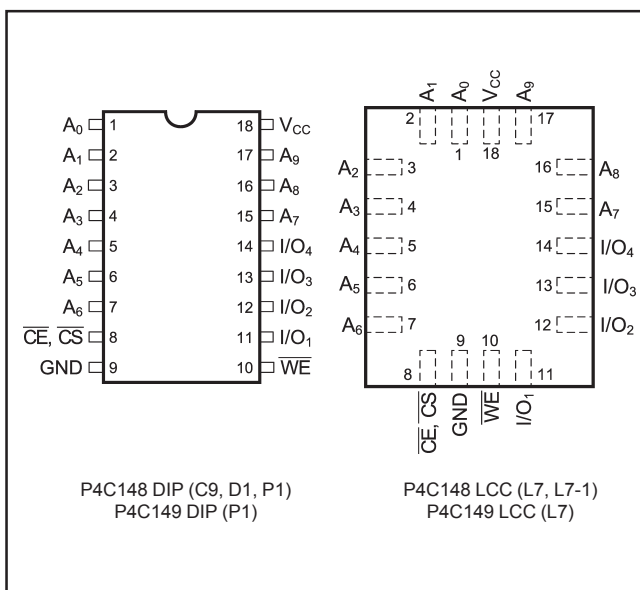 A0 1 18 VCC
A1 2 17 A9
A2 3 16 A8
A3 4 15 A7
A4 5 14 I/O4
A5 6 13 I/O3
A6 7 12 I/O2
CE, CS 8 11 I/O1
GND 9 10 WE
P4C148 DIP (C9, D1, P1)
P4C149 DIP (P1)
A1 A0 VCC A9
2 1 18 17
A2 3 16 A8
A3 4 15 A7
A4 5 14 I/O4
A5 6 13 I/O3
A6 7 12 I/O2
8 9 10 11
CE, CS GND WE I/O1
P4C148 LCC (L7, L7-1)
P4C149 LCC (L7)